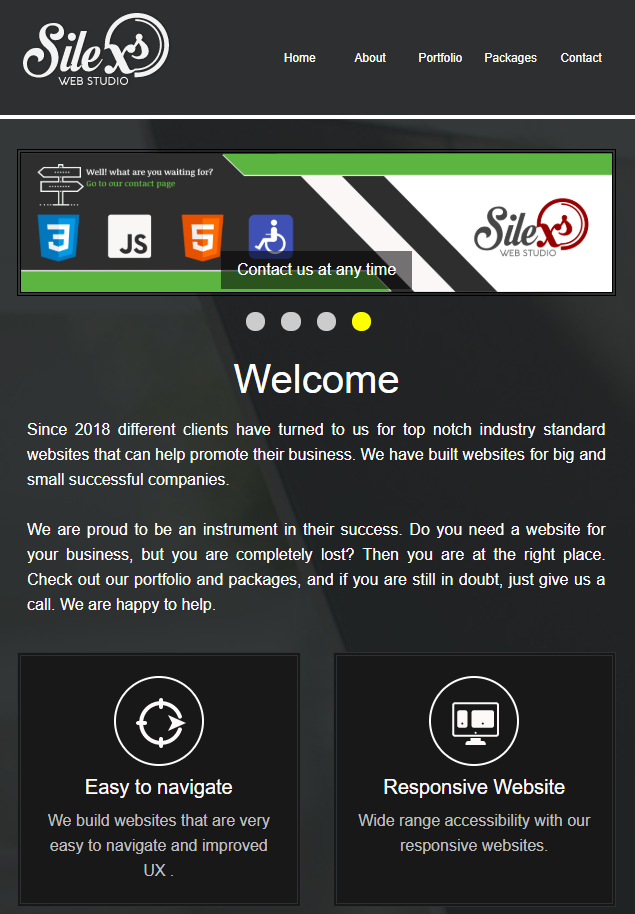 Silexs
WEB STUDIO
Home About Portfolio Packages Contact
Well! what are you waiting for?
Go to our contact page
3 JS 5
Silexs
WEB STUDIO
Contact us at any time
Welcome
Since 2018 different clients have turned to us for top notch industry standard
websites that can help promote their business. We have built websites for big and
small successful companies.
We are proud to be an instrument in their success. Do you need a website for
your business, but you are completely lost? Then you are at the right place.
Check out our portfolio and packages, and if you are still in doubt, just give us a
call. We are happy to help.
Easy to navigate
We build websites that are very
easy to navigate and improved
UX .
Responsive Website
Wide range accessibility with our
responsive websites.